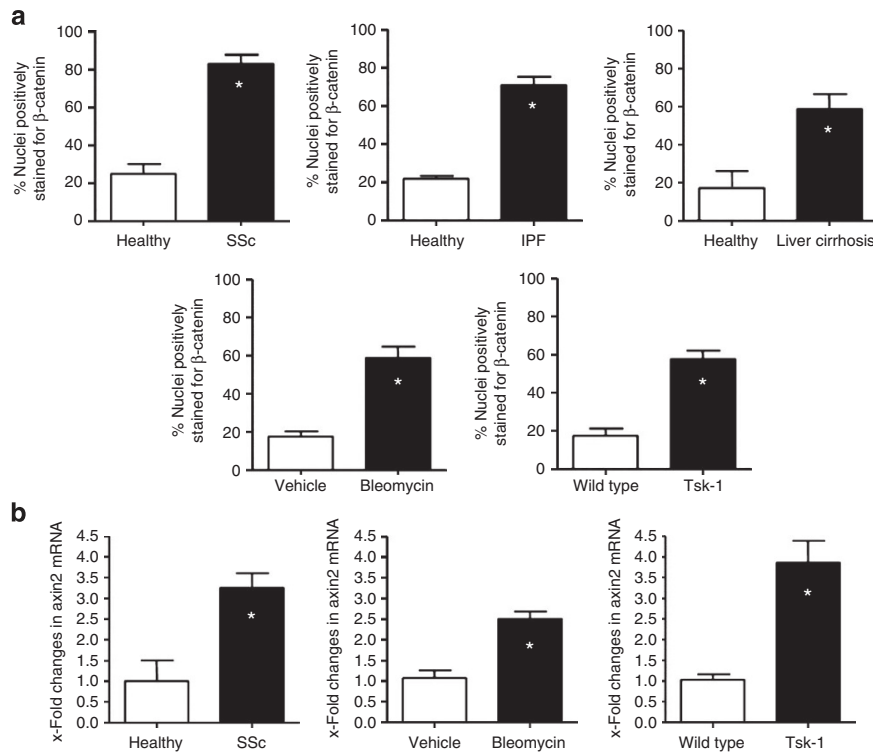 a
% Nuclei positively
stained for β-catenin
100
80
60
40
20
0
*
Healthy SSc
% Nuclei positively
stained for β-catenin
100
80
60
40
20
0
*
Healthy IPF
% Nuclei positively
stained for β-catenin
100
80
60
40
20
0
*
Healthy Liver cirrhosis
% Nuclei positively
stained for β-catenin
100
80
60
40
20
0
*
Vehicle Bleomycin
% Nuclei positively
stained for β-catenin
100
80
60
40
20
0
*
Wild type Tsk-1
b
x-Fold changes in axin2 mRNA
4.5
4.0
3.5
3.0
2.5
2.0
1.5
1.0
0.5
0.0
*
Healthy SSc
x-Fold changes in axin2 mRNA
4.5
4.0
3.5
3.0
2.5
2.0
1.5
1.0
0.5
0.0
*
Vehicle Bleomycin
x-Fold changes in axin2 mRNA
4.5
4.0
3.5
3.0
2.5
2.0
1.5
1.0
0.5
0.0
*
Wild type Tsk-1